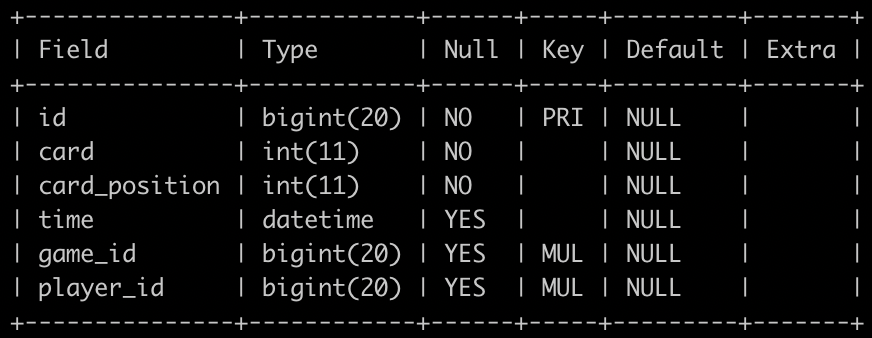 +---------------+------------+------+-----+---------+-------+
| Field         | Type       | Null | Key | Default | Extra |
+---------------+------------+------+-----+---------+-------+
| id            | bigint(20) | NO   | PRI | NULL    |       |
| card          | int(11)    | NO   |     | NULL    |       |
| card_position | int(11)    | NO   |     | NULL    |       |
| time          | datetime   | YES  |     | NULL    |       |
| game_id       | bigint(20) | YES  | MUL | NULL    |       |
| player_id     | bigint(20) | YES  | MUL | NULL    |       |
+---------------+------------+------+-----+---------+-------+